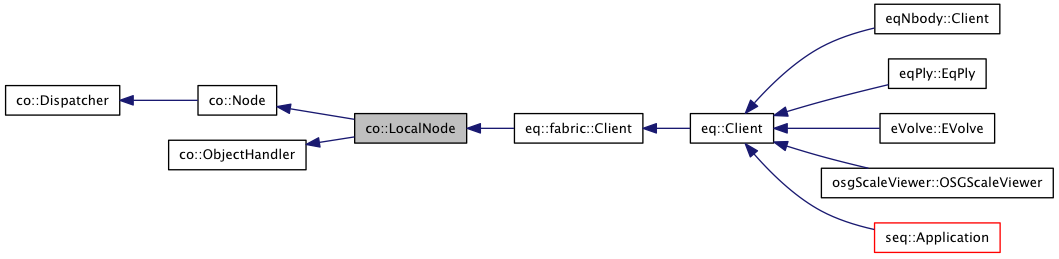 eqNbody::Client
eqPly::EqPly
co::Dispatcher
co::Node
co::LocalNode
eq::fabric::Client
eq::Client
eVolve::EVolve
co::ObjectHandler
osgScaleViewer::OSGScaleViewer
seq::Application